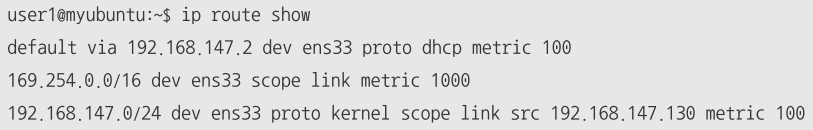 user1@myubuntu:~$ ip route show
default via 192.168.147.2 dev ens33 proto dhcp metric 100
169.254.0.0/16 dev ens33 scope link metric 1000
192.168.147.0/24 dev ens33 proto kernel scope link src 192.168.147.130 metric 100